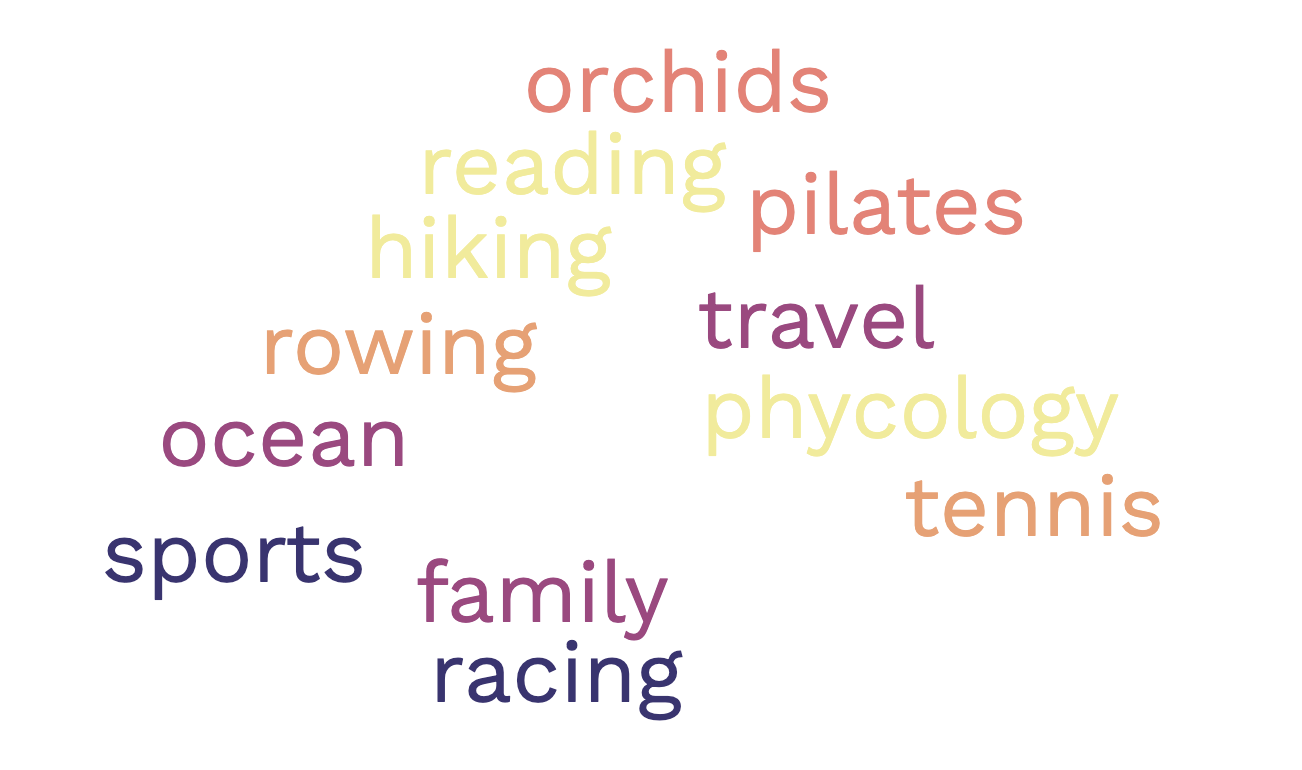 orchids
reading
pilates
hiking
travel
rowing
phycology
ocean
tennis
sports
family
racing